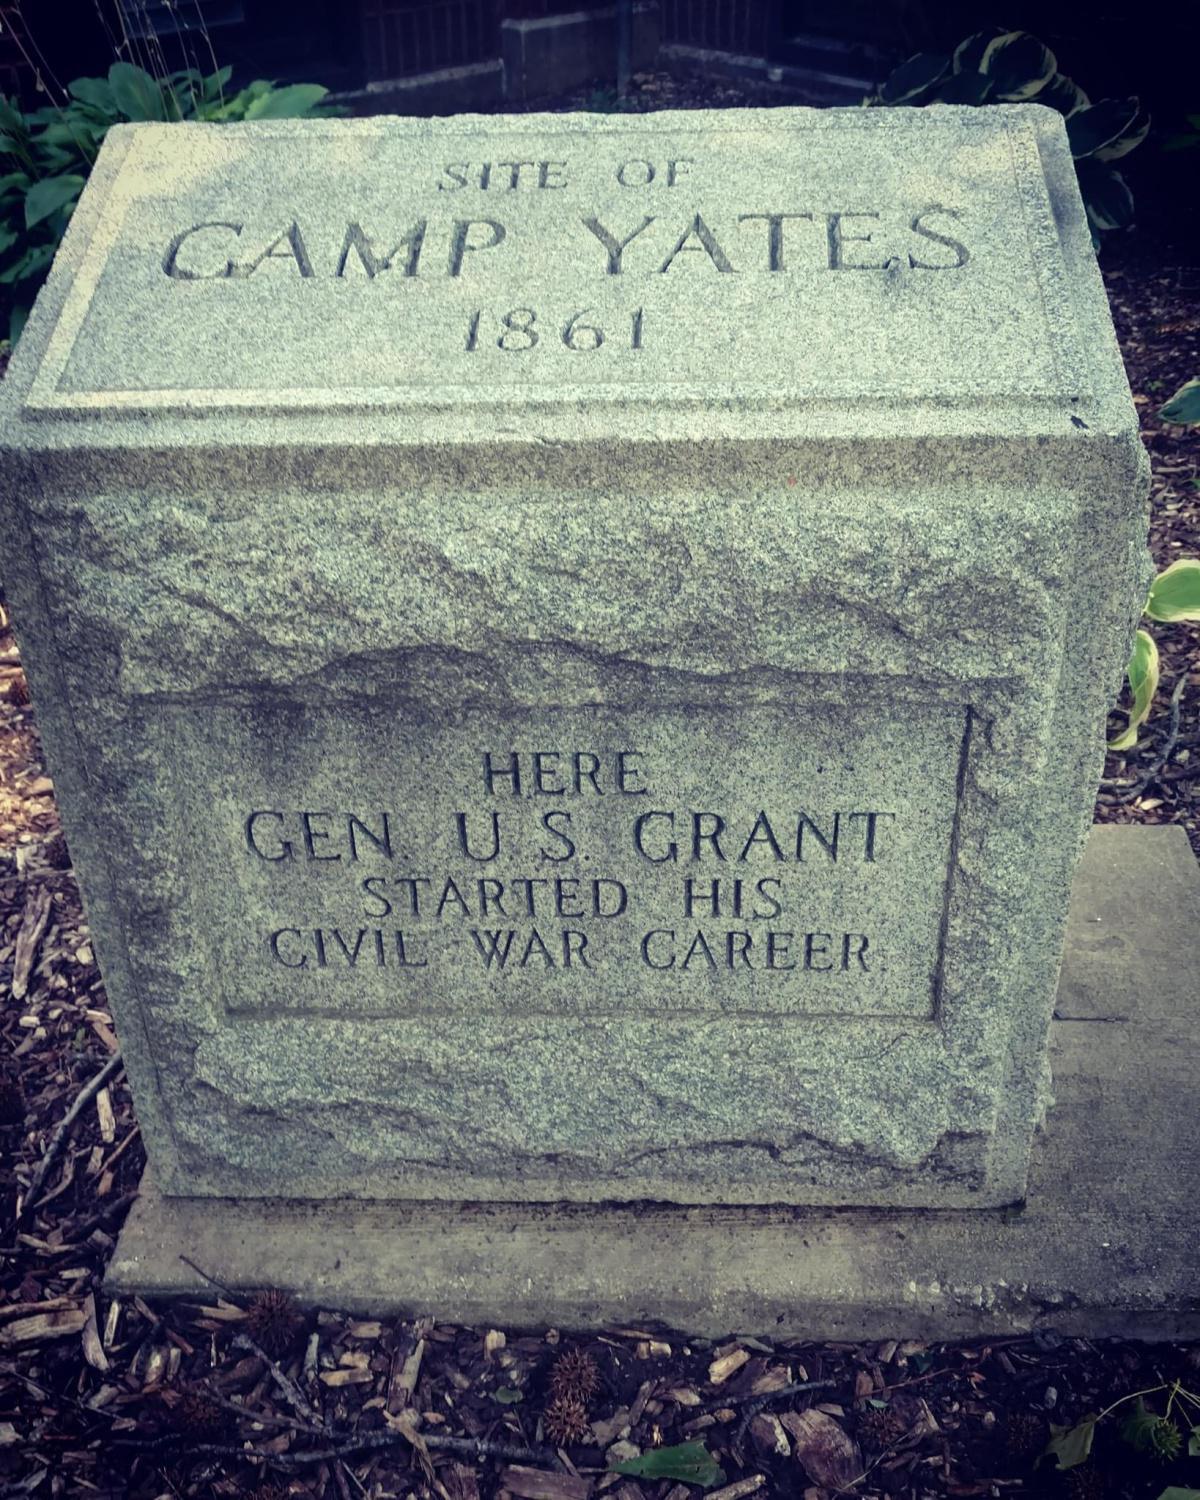 SITE OF
CAMP YATES
1861
HERE
GEN. U.S. GRANT
STARTED HIS
CIVIL WAR CAREER